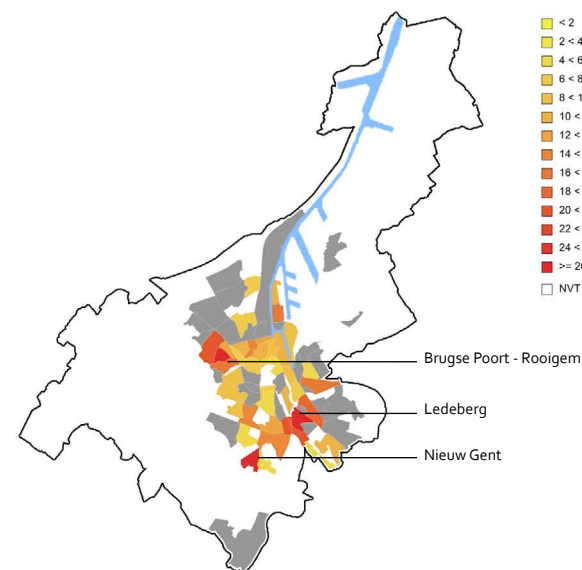 < 2
2 < 4
4 < 6
6 < 8
8 < 1
10 <
12 <
14 <
16 <
18 <
20 <
22 <
24 <
>= 26
NVT
Brugse Poort - Rooigem
Ledeberg
Nieuw Gent